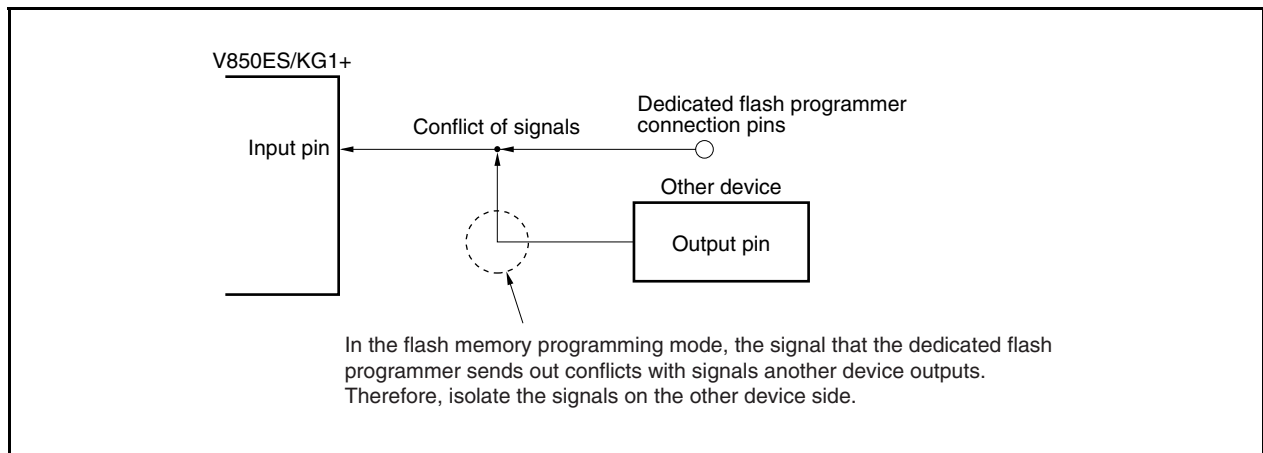 V850ES/KG1+
Dedicated flash programmer
connection pins
Conflict of signals
Input pin
Other device
Output pin
In the flash memory programming mode, the signal that the dedicated flash
programmer sends out conflicts with signals another device outputs.
Therefore, isolate the signals on the other device side.